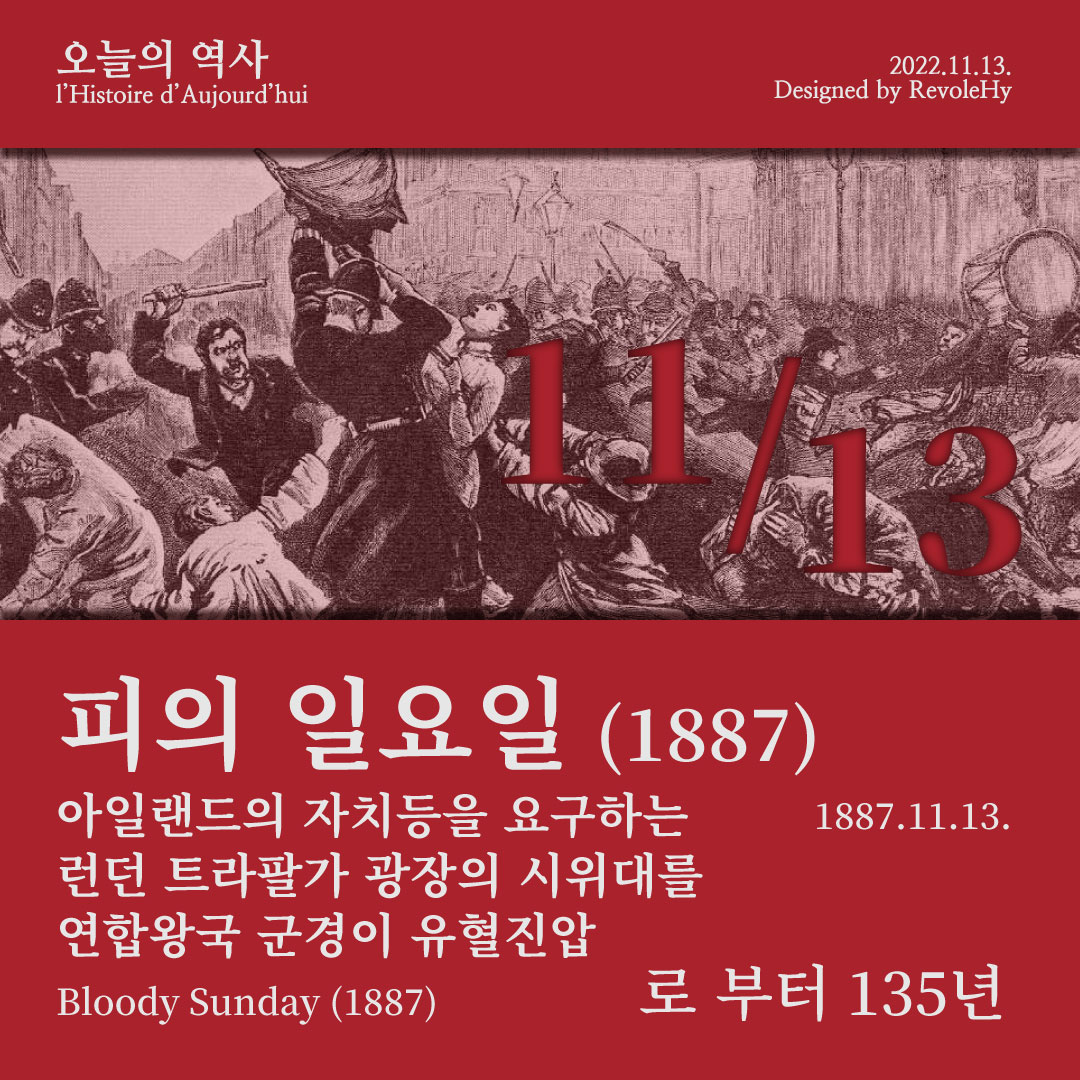 오늘의 역사
l'Histoire d'Aujourd'hui
2022.11.13.
Designed by RevoleHy
11/13
피의 일요일 (1887)
아일랜드의 자치등을 요구하는
런던 트라팔가 광장의 시위대를
연합왕국 군경이 유혈진압
1887.11.13.
Bloody Sunday (1887)
로 부터 135년